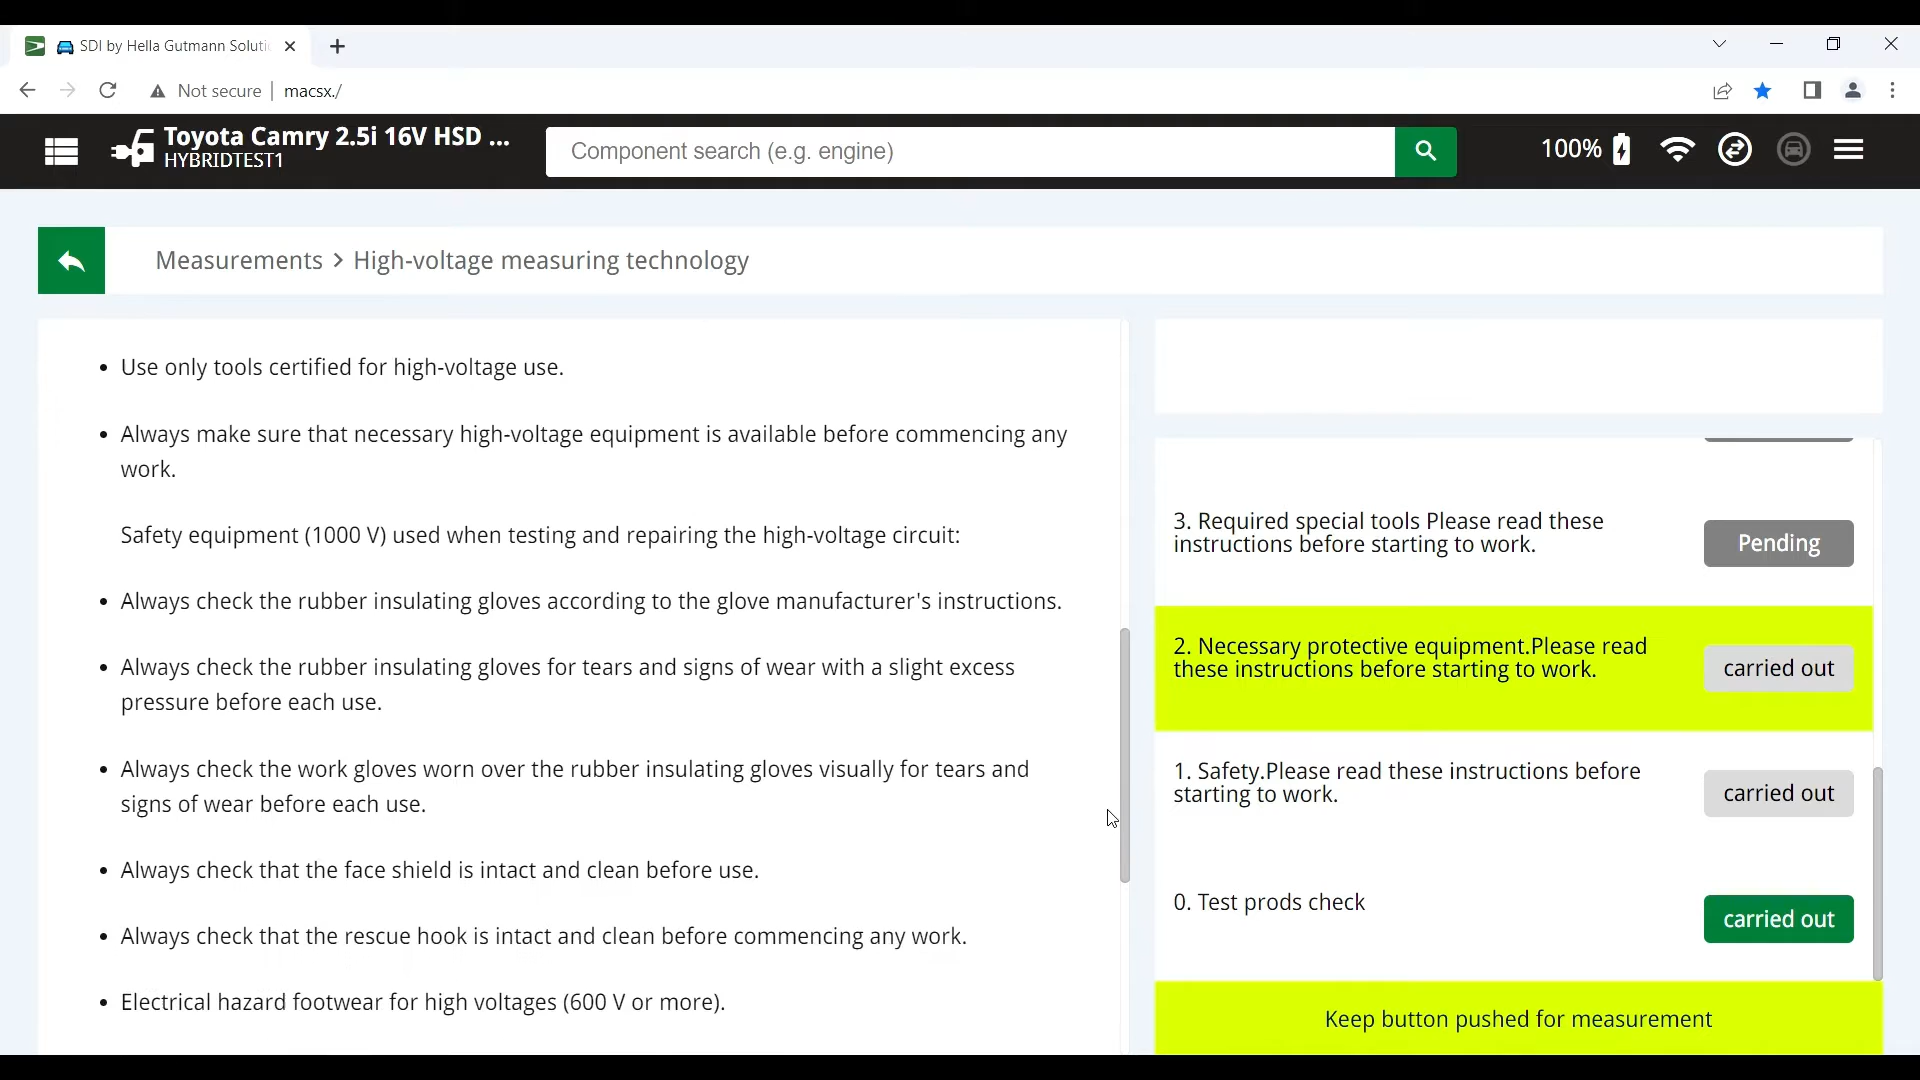 SDI by Hella Gutmann Soluti
Not secure
macsx./
Toyota Camry 2.5i 16V HSD ...
HYBRIDTEST1
Component search (e.g. engine)
100%
Measurements > High-voltage measuring technology
• Use only tools certified for high-voltage use.
• Always make sure that necessary high-voltage equipment is available before commencing any
work.
Safety equipment (1000 V) used when testing and repairing the high-voltage circuit:
• Always check the rubber insulating gloves according to the glove manufacturer's instructions.
• Always check the rubber insulating gloves for tears and signs of wear with a slight excess
pressure before each use.
• Always check the work gloves worn over the rubber insulating gloves visually for tears and
signs of wear before each use.
• Always check that the face shield is intact and clean before use.
• Always check that the rescue hook is intact and clean before commencing any work.
• Electrical hazard footwear for high voltages (600 V or more).
3. Required special tools Please read these
instructions before starting to work.
Pending
2. Necessary protective equipment.Please read
these instructions before starting to work.
carried out
1. Safety.Please read these instructions before
starting to work.
carried out
0. Test prods check
carried out
Keep button pushed for measurement